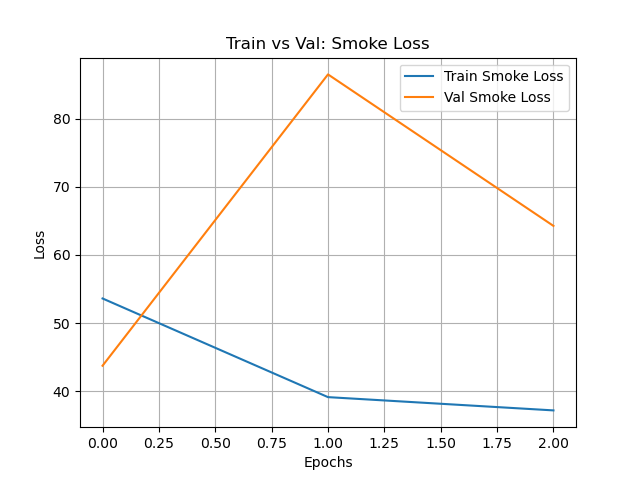 Train vs Val: Smoke Loss
Train Smoke Loss
Val Smoke Loss
Loss
80
70
60
50
40
0.00 0.25 0.50 0.75 1.00 1.25 1.50 1.75 2.00
Epochs